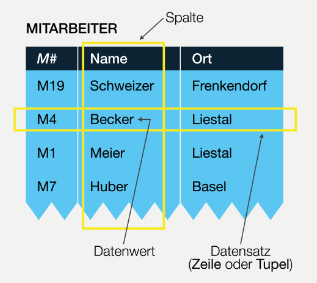 Spalte
MITARBEITER
M# Name Ort
M19 Schweizer Frenkendorf
M4 Becker Liestal
M1 Meier Liestal
M7 Huber Basel
Datenwert Datensatz
(Zeile oder Tupel)